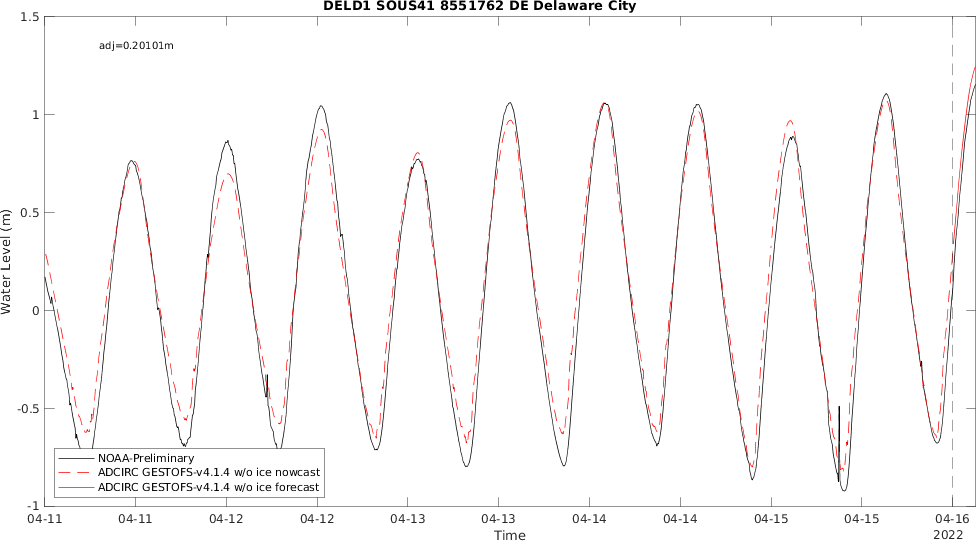 DELD1 SOUS41 8551762 DE Delaware City
adj=0.20101m
1.5
1
0.5
0
-0.5
-1
Water Level (m)
NOAA-Preliminary
ADCIRC GESTOFS-v4.1.4 w/o ice nowcast
ADCIRC GESTOFS-v4.1.4 w/o ice forecast
04-11 04-11 04-12 04-12 04-13 04-13 04-14 04-14 04-15 04-15 04-16
Time
2022